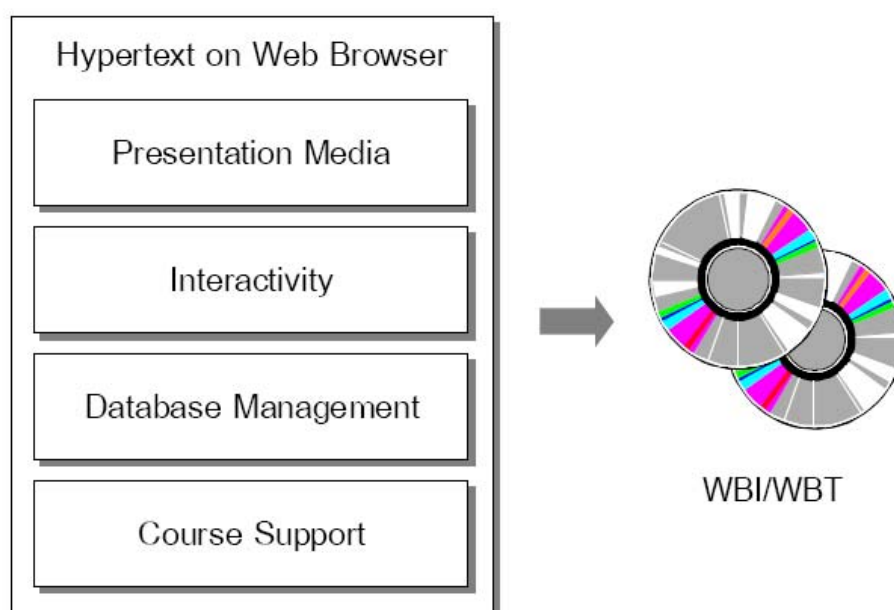 Hypertext on Web Browser
Presentation Media
Interactivity
Database Management
Course Support
WBI/WBT